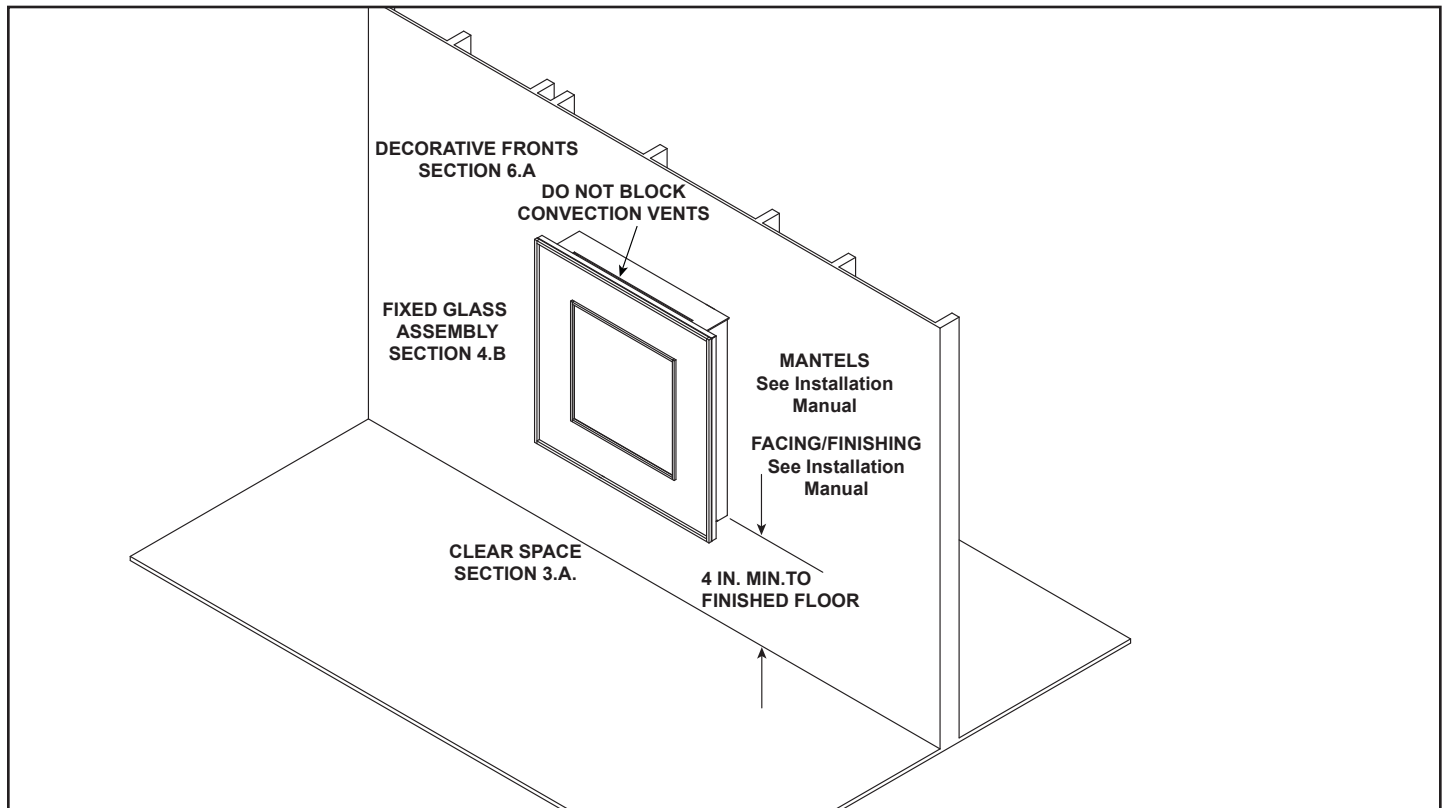 DECORATIVE FRONTS
SECTION 6.A
DO NOT BLOCK
CONVECTION VENTS
FIXED GLASS
ASSEMBLY
SECTION 4.B
MANTELS
See Installation
Manual
FACING/FINISHING
See Installation
Manual
CLEAR SPACE
SECTION 3.A.
4 IN. MIN.TO
FINISHED FLOOR